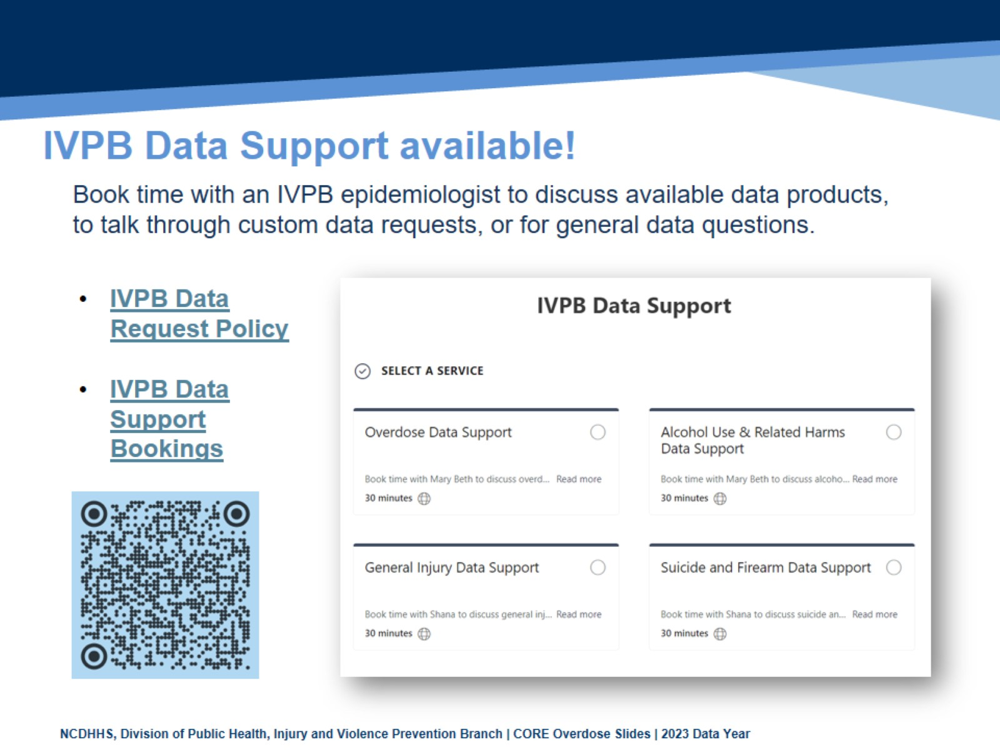 IVPB Data Support available!
Book time with an IVPB epidemiologist to discuss available data products,
to talk through custom data requests, or for general data questions.
• IVPB Data
Request Policy
• IVPB Data
Support
Bookings
IVPB Data Support
SELECT A SERVICE
Overdose Data Support
Book time with Mary Beth to discuss overd... Read more
30 minutes
Alcohol Use & Related Harms
Data Support
Book time with Mary Beth to discuss alcoho... Read more
30 minutes
General Injury Data Support
Book time with Shana to discuss general inj... Read more
30 minutes
Suicide and Firearm Data Support
Book time with Shana to discuss suicide an... Read more
30 minutes
NCDHHS, Division of Public Health, Injury and Violence Prevention Branch | CORE Overdose Slides | 2023 Data Year